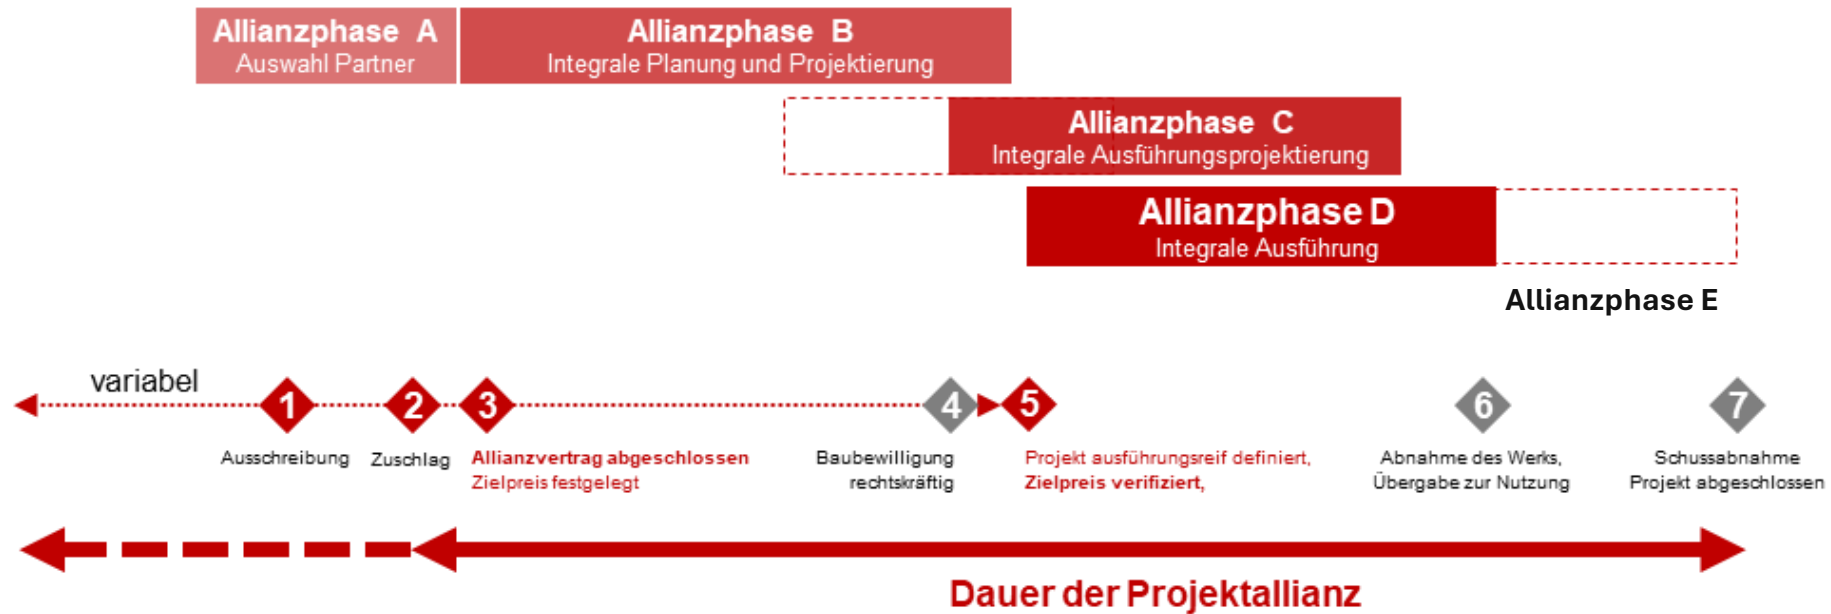 Allianzphase A
Auswahl Partner
Allianzphase B
Integrale Planung und Projektierung
Allianzphase C
Integrale Ausführungsprojektierung
Allianzphase D
Integrale Ausführung
Allianzphase E
variabel
1
2
3
4
5
6
7
Ausschreibung
Zuschlag
Allianzvertrag abgeschlossen
Zielpreis festgelegt
Baubewilligung
rechtskräftig
Projekt ausführungsreif definiert,
Zielpreis verifiziert,
Abnahme des Werks,
Übergabe zur Nutzung
Schussabnahme
Projekt abgeschlossen
Dauer der Projektallianz